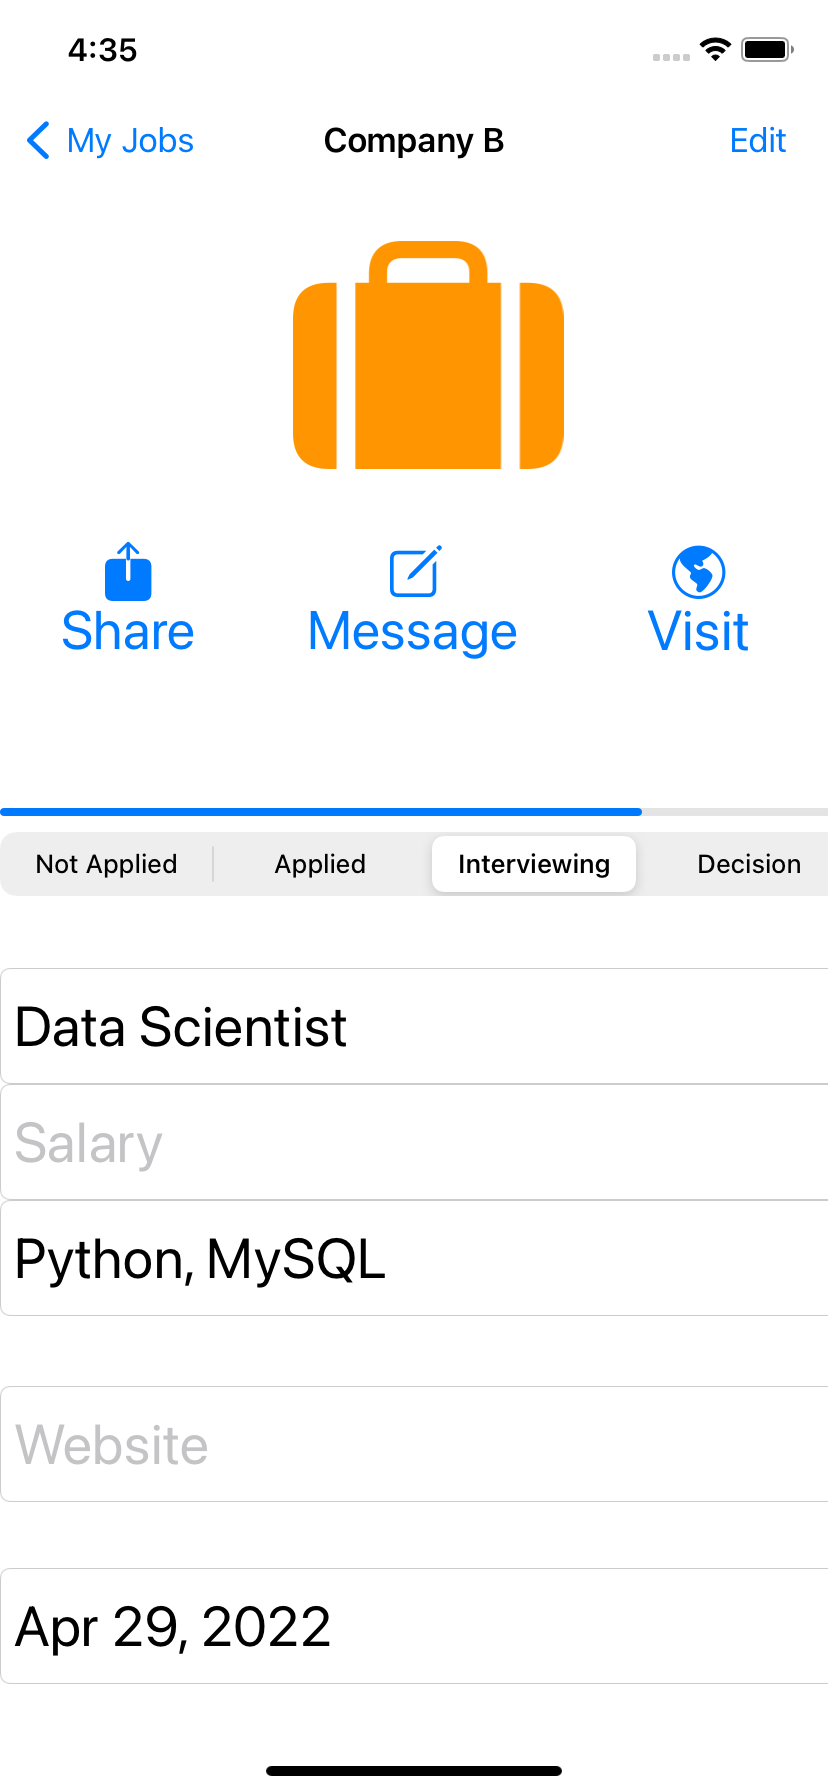 4:35
My Jobs Company B Edit
Share Message Visit
Not Applied Applied Interviewing Decision
Data Scientist
Salary
Python, MySQL
Website
Apr 29, 2022